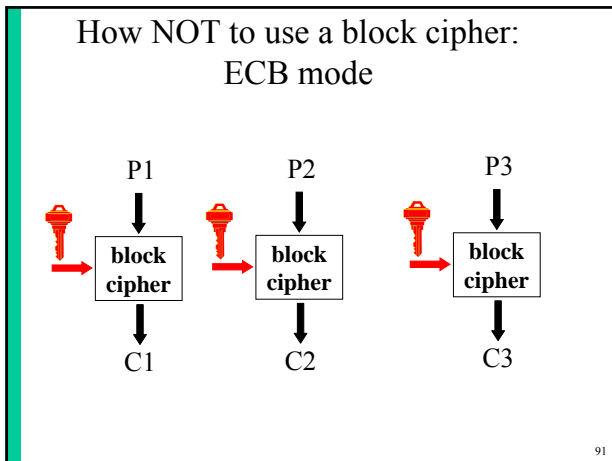 How NOT to use a block cipher:
ECB mode
P1 P2 P3
block block block
cipher cipher cipher
C1 C2 C3
91